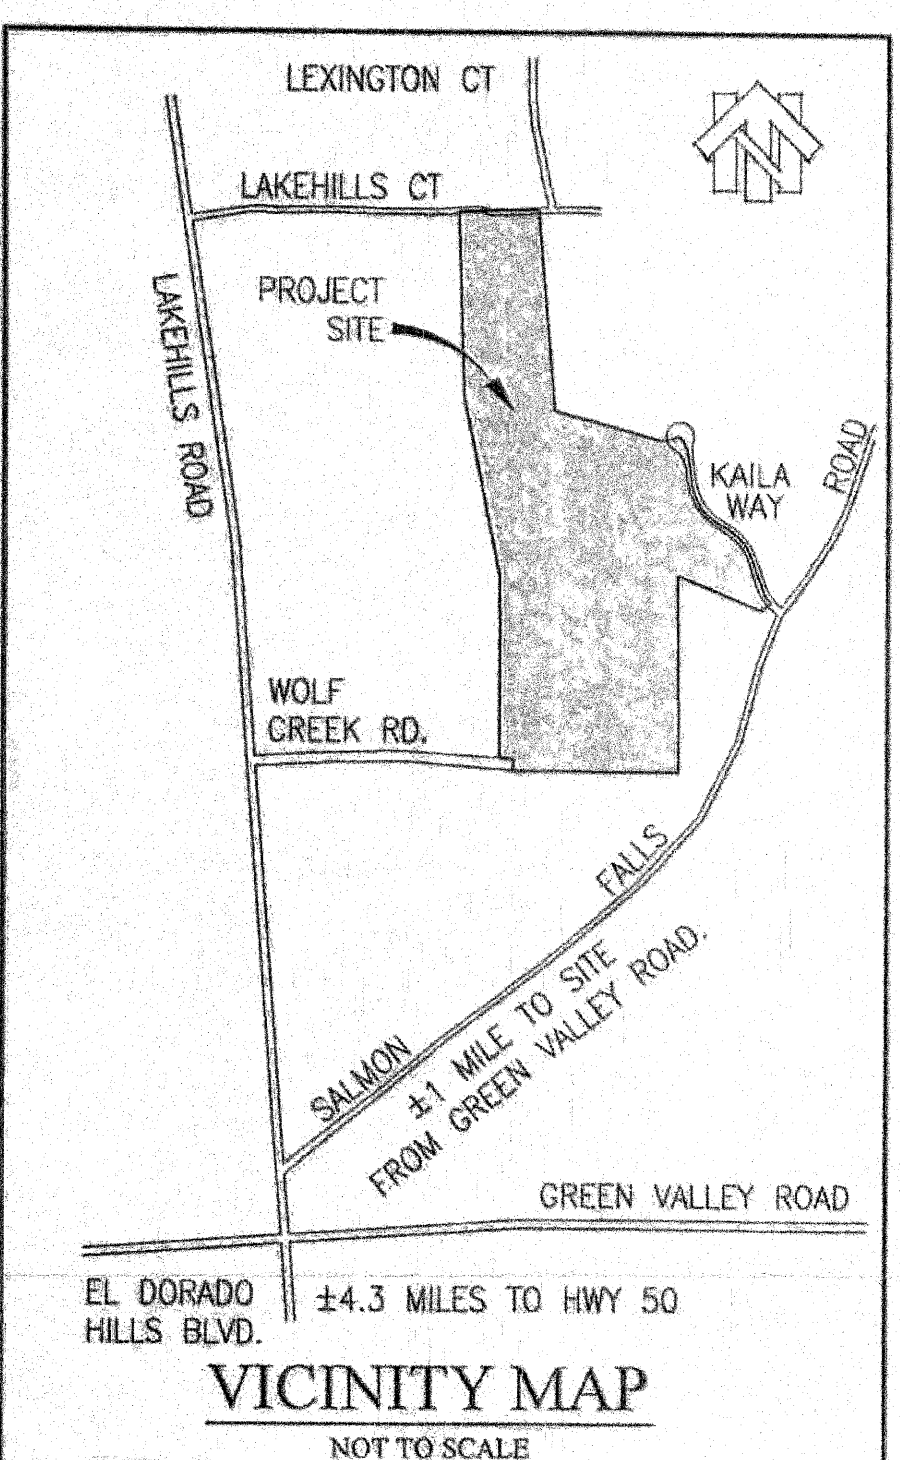 LEXINGTON CT
N
LAKEHILLS CT
PROJECT
SITE
LAKEHILLS ROAD
KAILA
WAY
WOLF
CREEK RD.
SALMON FALLS ROAD
±1 MILE TO SITE
FROM GREEN VALLEY ROAD.
GREEN VALLEY ROAD
EL DORADO
HILLS BLVD.
±4.3 MILES TO HWY 50
VICINITY MAP
NOT TO SCALE